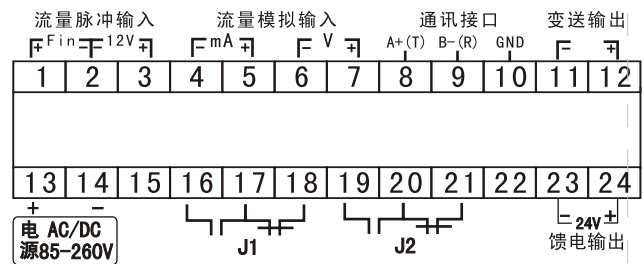 流量脉冲输入 流量模拟输入 通讯接口 变送输出
+ Fin − 12V + − mA + − V + A+(T) B-(R) GND − +
1 2 3 4 5 6 7 8 9 10 11 12
13 14 15 16 17 18 19 20 21 22 23 24
+ − − 24V +
电 AC/DC J1 J2 馈电输出
源85-260V